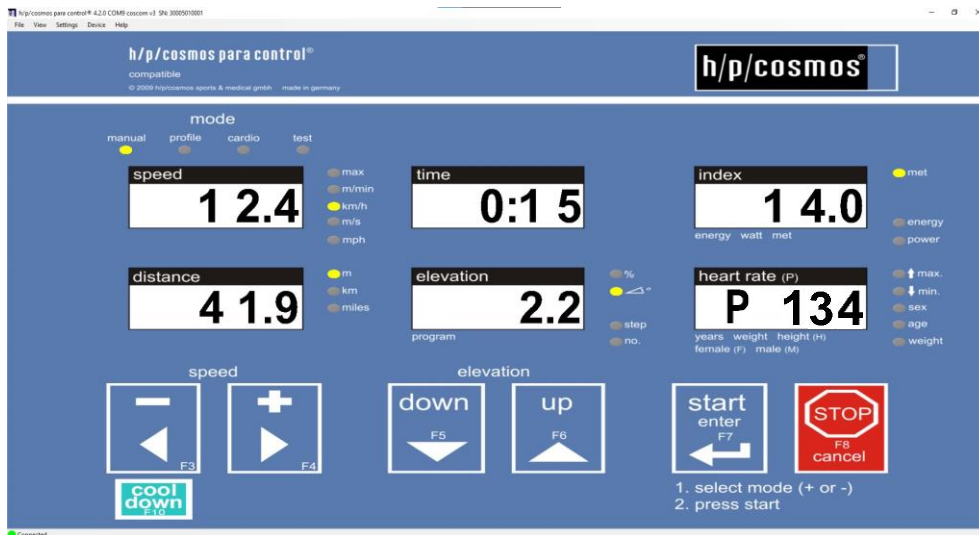 h/p/cosmos para control® 4.2.0 COM9 coscom v3 SN: 30005010001
File View Settings Device Help
h/p/cosmos para control®
compatible
© 2009 h/p/cosmos sports & medical gmbh made in germany
h/p/cosmos®
mode
manual profile cardio test
speed
12.4
max
m/min
km/h
m/s
mph
time
0:15
index
14.0
energy watt met
met
energy
power
distance
41.9
m
km
miles
elevation
2.2
program
%
°
step
no.
heart rate (P)
P 134
years weight height (H)
female (F) male (M)
max.
min.
sex
age
weight
speed
F3
+
F4
elevation
down
F5
up
F6
start
enter
F7
STOP
F8
cancel
cool
down
F10
1. select mode (+ or -)
2. press start
Connected